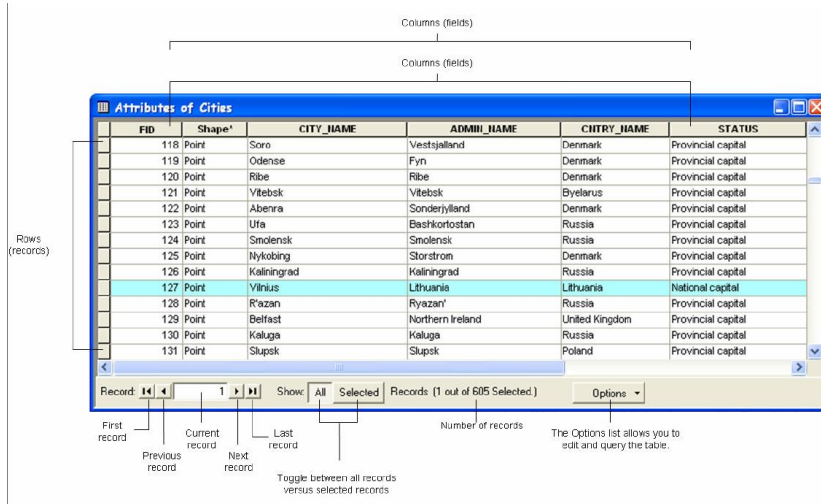 Columns (fields)
Columns (fields)
Attributes of Cities
FID Shape* CITY_NAME ADMIN_NAME CNTRY_NAME STATUS
118 Point Soro Vestsjalland Denmark Provincial capital
119 Point Odense Fyn Denmark Provincial capital
120 Point Ribe Ribe Denmark Provincial capital
121 Point Vitebsk Vitebsk Byelarus Provincial capital
122 Point Abenra Sonderjylland Denmark Provincial capital
123 Point Ufa Bashkortostan Russia Provincial capital
124 Point Smolensk Smolensk Russia Provincial capital
125 Point Nykobing Storstrom Denmark Provincial capital
126 Point Kaliningrad Kaliningrad Russia Provincial capital
127 Point Vilnius Lithuania Lithuania National capital
128 Point R'azan Ryazan' Russia Provincial capital
129 Point Belfast Northern Ireland United Kingdom Provincial capital
130 Point Kaluga Kaluga Russia Provincial capital
131 Point Slupsk Slupsk Poland Provincial capital
Rows
(records)
Record: 1 Show: All Selected Records (1 out of 605 Selected.) Options
First
record
Previous
record
Current
record
Next
record
Last
record
Toggle between all records
versus selected records
Number of records
The Options list allows you to
edit and query the table.